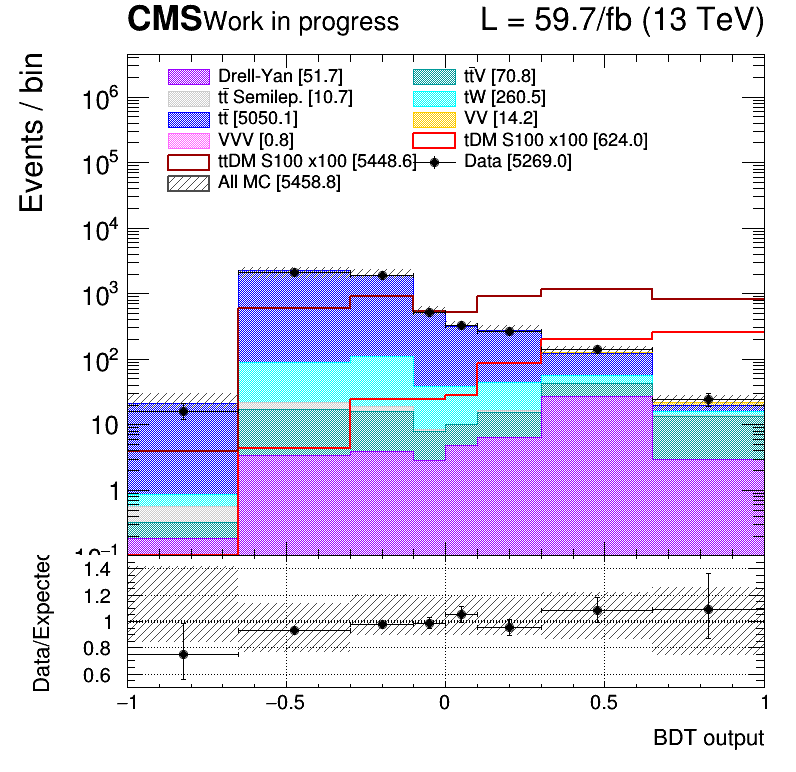 CMS Work in progress L = 59.7/fb (13 TeV)
Events / bin
Drell-Yan [51.7] tt̄V [70.8]
tt̄ Semilep. [10.7] tW [260.5]
tt̄ [5050.1] VV [14.2]
VVV [0.8] tDM S100 x100 [624.0]
ttDM S100 x100 [5448.6] Data [5269.0]
All MC [5458.8]
10⁶
10⁵
10⁴
10³
10²
10
1
10⁻¹
Data/Expected
1.4
1.2
1
0.8
0.6
−1 −0.5 0 0.5 1
BDT output